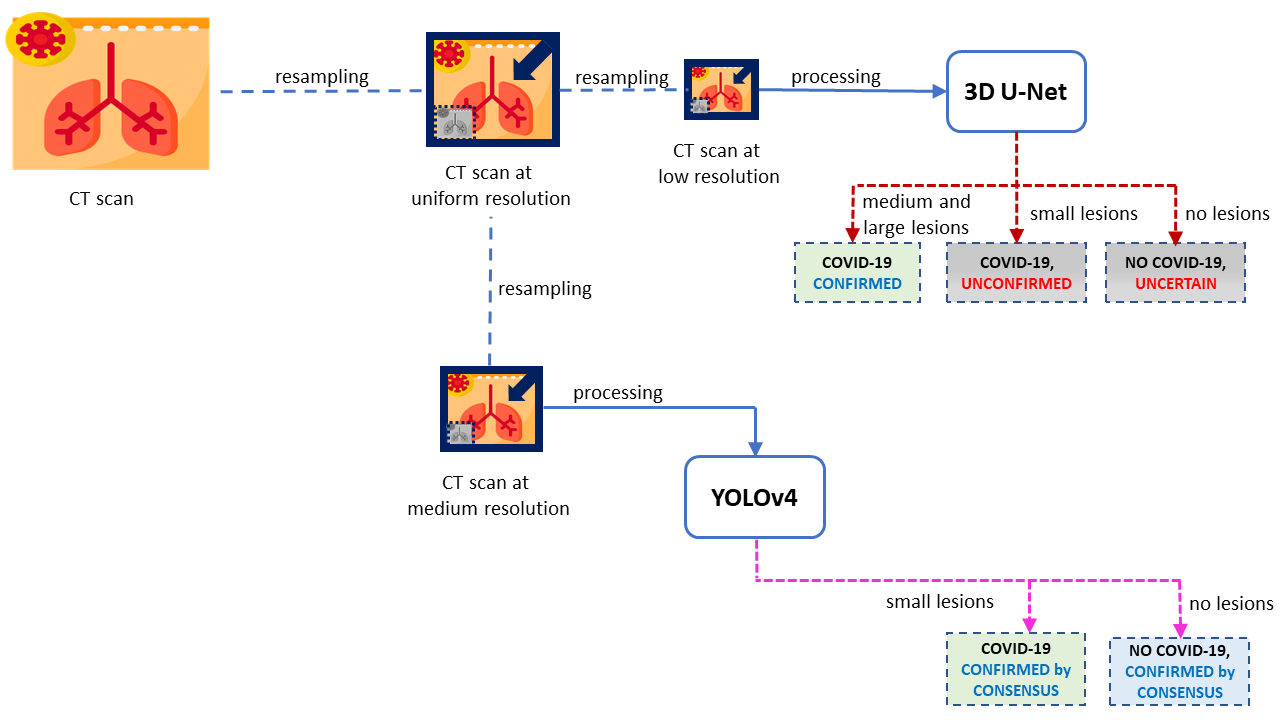 resampling
resampling
processing
3D U-Net
CT scan
CT scan at
uniform resolution
CT scan at
low resolution
medium and
large lesions
small lesions
no lesions
COVID-19
CONFIRMED
COVID-19,
UNCONFIRMED
NO COVID-19,
UNCERTAIN
resampling
processing
CT scan at
medium resolution
YOLOv4
small lesions
no lesions
COVID-19
CONFIRMED by
CONSENSUS
NO COVID-19,
CONFIRMED by
CONSENSUS